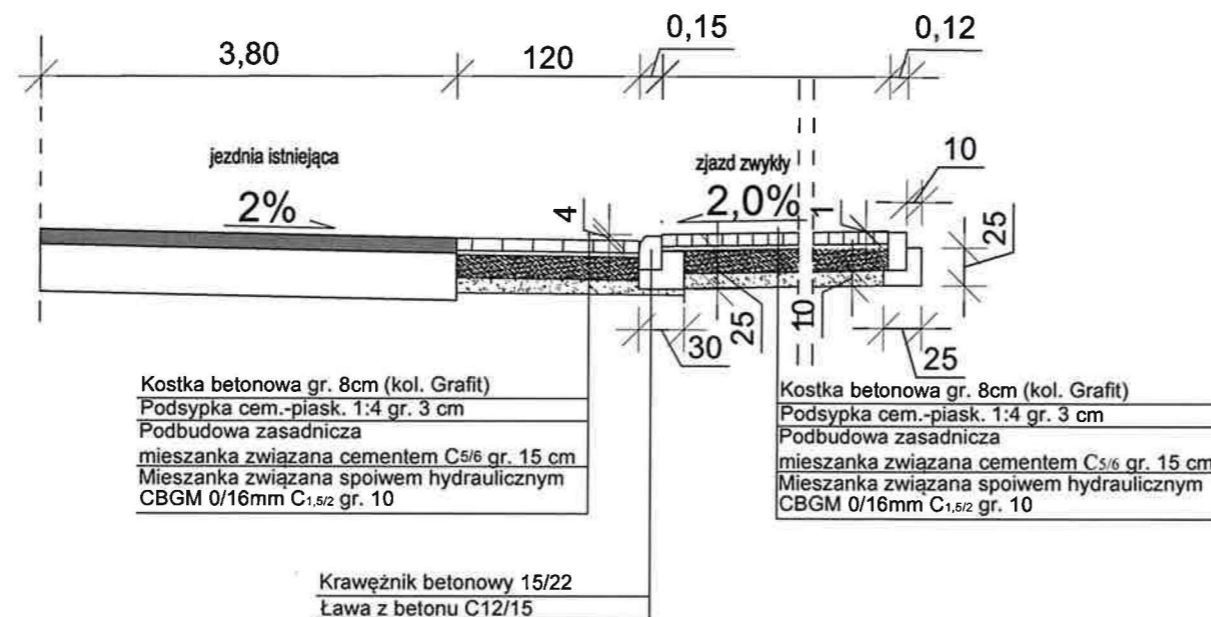 3,80
120
0,15
0,12
jezdnia istniejąca
zjazd zwykły
10
2%
4
2,0%
1
25
25
10
30
25
Kostka betonowa gr. 8cm (kol. Grafit)
Podsypka cem.-piask. 1:4 gr. 3 cm
Podbudowa zasadnicza
mieszanka związana cementem C5/6 gr. 15 cm
Mieszanka związana spoiwem hydraulicznym
CBGM 0/16mm C1,5/2 gr. 10
Kostka betonowa gr. 8cm (kol. Grafit)
Podsypka cem.-piask. 1:4 gr. 3 cm
Podbudowa zasadnicza
mieszanka związana cementem C5/6 gr. 15 cm
Mieszanka związana spoiwem hydraulicznym
CBGM 0/16mm C1,5/2 gr. 10
Krawężnik betonowy 15/22
Ława z betonu C12/15